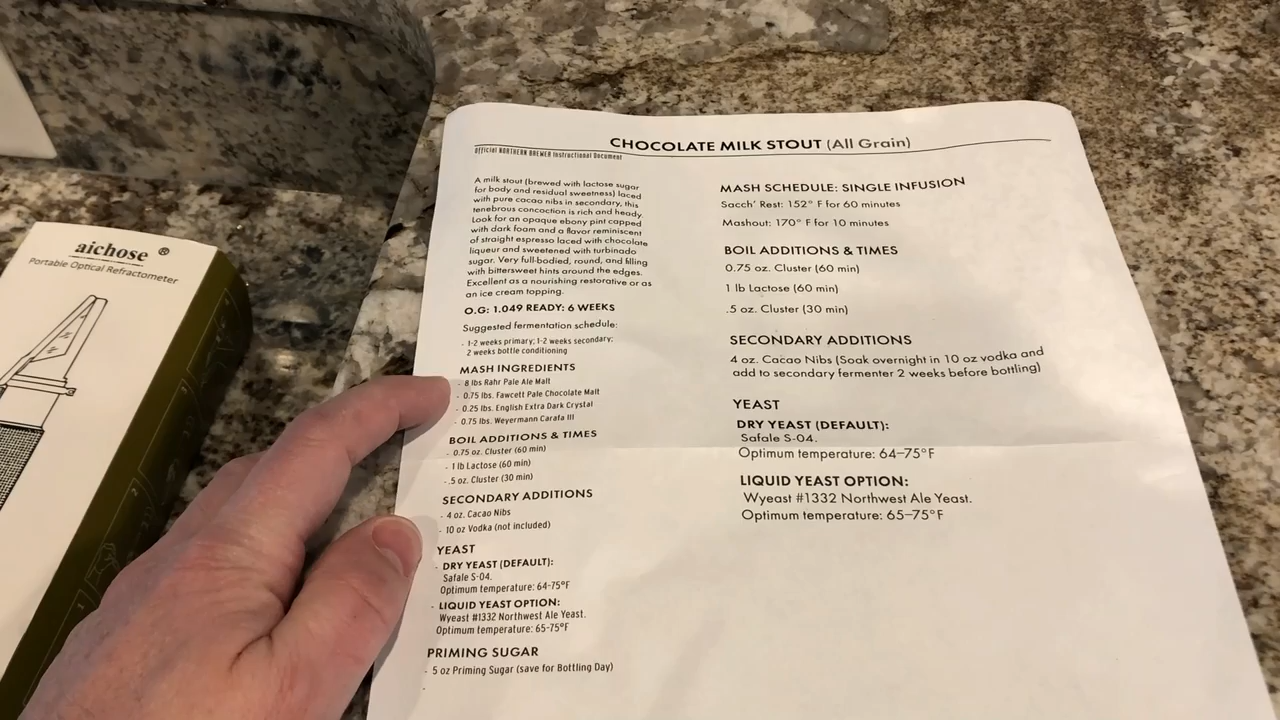 aichose ®
Portable Optical Refractometer
1
2
3
CHOCOLATE MILK STOUT (All Grain)
Official NORTHERN BREWER Instructional Document
A milk stout (brewed with lactose sugar
for body and residual sweetness) laced
with pure cacao nibs in secondary, this
tenebrous concoction is rich and heady.
Look for an opaque ebony pint capped
with dark foam and a flavor reminiscent
of straight espresso laced with chocolate
liqueur and sweetened with turbinado
sugar. Very full-bodied, round, and filling
with bittersweet hints around the edges.
Excellent as a nourishing restorative or as
an ice cream topping.
O.G: 1.049 READY: 6 WEEKS
Suggested fermentation schedule:
- 1-2 weeks primary; 1-2 weeks secondary;
2 weeks bottle conditioning
MASH INGREDIENTS
- 8 lbs Rahr Pale Ale Malt
- 0.75 lbs. Fawcett Pale Chocolate Malt
- 0.25 lbs. English Extra Dark Crystal
- 0.75 lbs. Weyermann Carafa III
BOIL ADDITIONS & TIMES
- 0.75 oz. Cluster (60 min)
- 1 lb Lactose (60 min)
- .5 oz. Cluster (30 min)
SECONDARY ADDITIONS
- 4 oz. Cacao Nibs
- 10 oz Vodka (not included)
YEAST
- DRY YEAST (DEFAULT):
Safale S-04.
Optimum temperature: 64-75°F
- LIQUID YEAST OPTION:
Wyeast #1332 Northwest Ale Yeast.
Optimum temperature: 65-75°F
PRIMING SUGAR
- 5 oz Priming Sugar (save for Bottling Day)
-
MASH SCHEDULE: SINGLE INFUSION
Sacch' Rest: 152° F for 60 minutes
Mashout: 170° F for 10 minutes
BOIL ADDITIONS & TIMES
0.75 oz. Cluster (60 min)
1 lb Lactose (60 min)
.5 oz. Cluster (30 min)
SECONDARY ADDITIONS
4 oz. Cacao Nibs (Soak overnight in 10 oz vodka and
add to secondary fermenter 2 weeks before bottling)
YEAST
DRY YEAST (DEFAULT):
Safale S-04.
Optimum temperature: 64–75°F
LIQUID YEAST OPTION:
Wyeast #1332 Northwest Ale Yeast.
Optimum temperature: 65–75°F